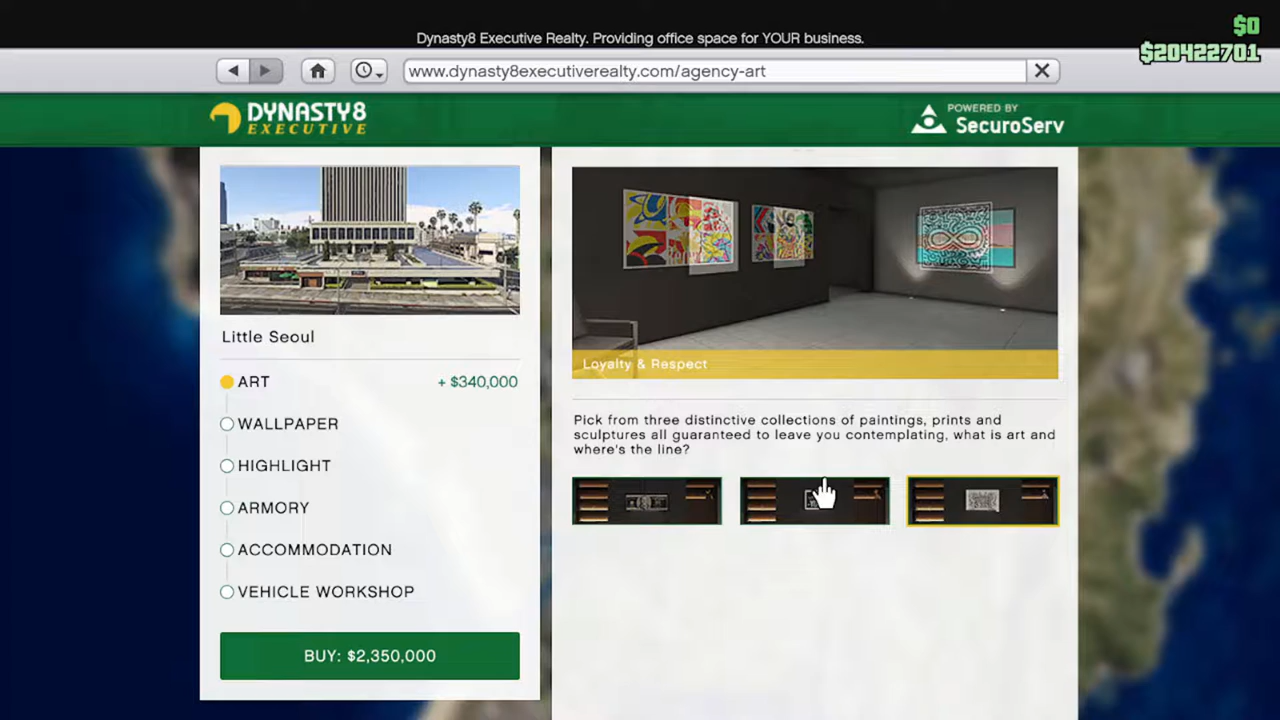 $0
Dynasty8 Executive Realty. Providing office space for YOUR business.
$20422701
www.dynasty8executiverealty.com/agency-art
DYNASTY8
EXECUTIVE
POWERED BY
SecuroServ
Little Seoul
ART + $340,000
WALLPAPER
HIGHLIGHT
ARMORY
ACCOMMODATION
VEHICLE WORKSHOP
BUY: $2,350,000
Loyalty & Respect
Pick from three distinctive collections of paintings, prints and
sculptures all guaranteed to leave you contemplating, what is art and
where's the line?